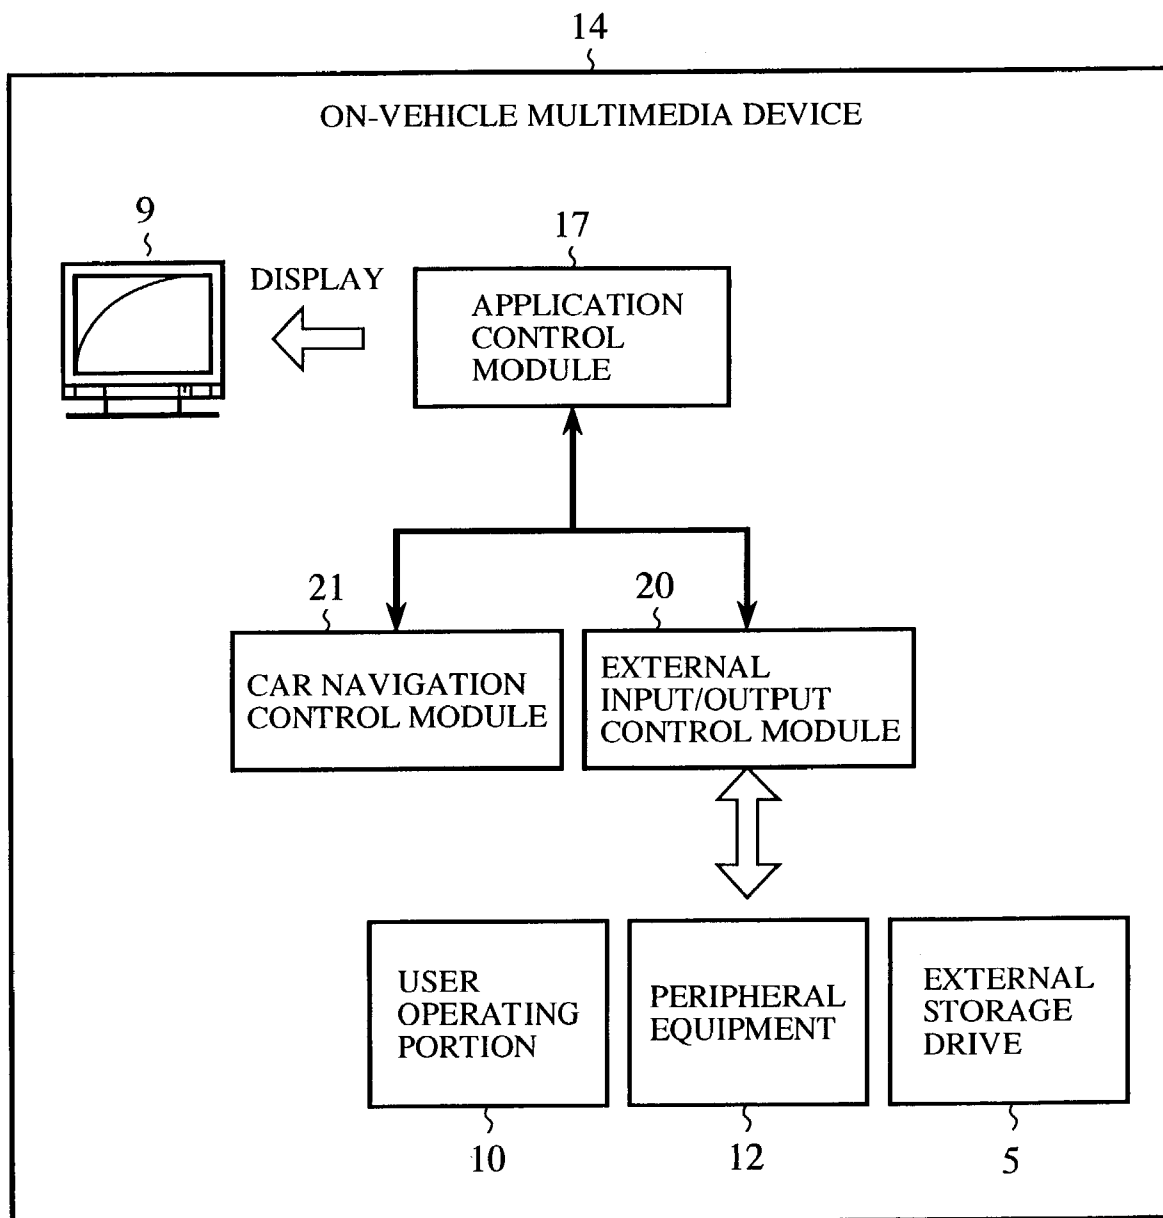 14
ON-VEHICLE MULTIMEDIA DEVICE
9
17
DISPLAY
APPLICATION
CONTROL
MODULE
21
20
CAR NAVIGATION
CONTROL MODULE
EXTERNAL
INPUT/OUTPUT
CONTROL MODULE
USER
OPERATING
PORTION
PERIPHERAL
EQUIPMENT
EXTERNAL
STORAGE
DRIVE
10
12
5